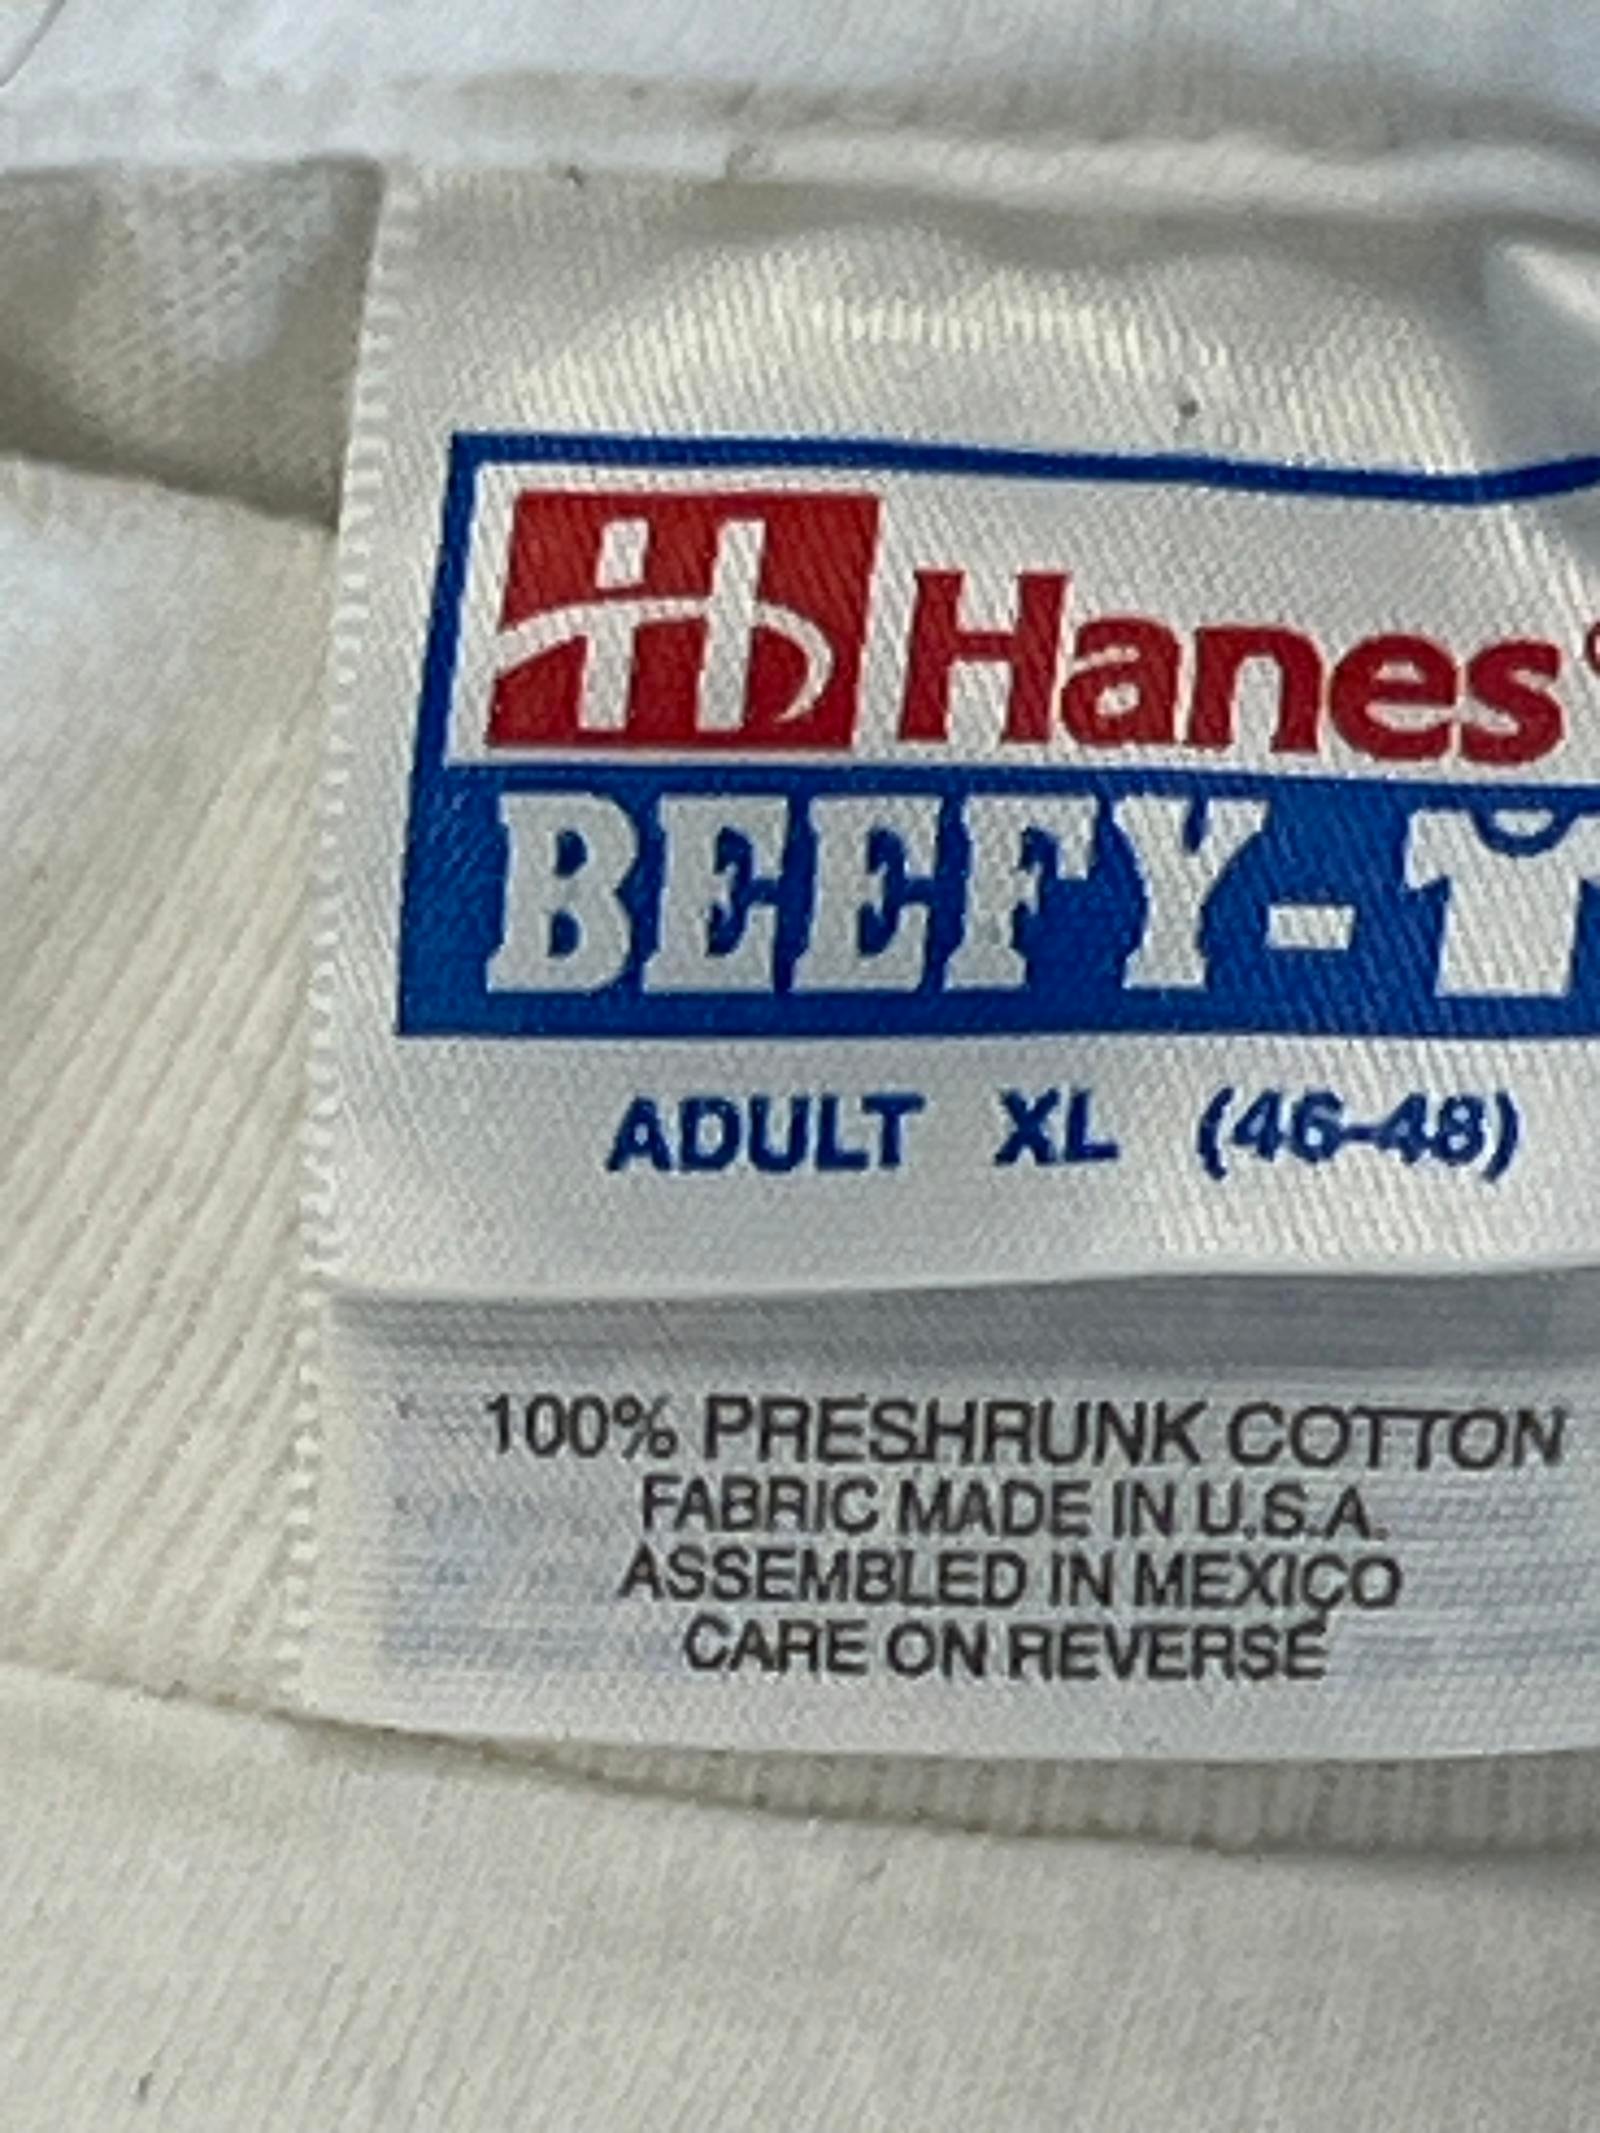 Hanes
BEEFY-T
ADULT XL (46-48)
100% PRESHRUNK COTTON
FABRIC MADE IN U.S.A.
ASSEMBLED IN MEXICO
CARE ON REVERSE